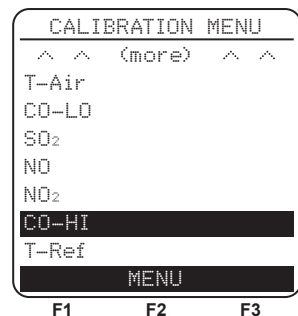 CALIBRATION MENU
^ ^ (more) ^ ^
T-Air
CO-LO
SO₂
NO
NO₂
CO-HI
T-Ref
MENU
F1 F2 F3